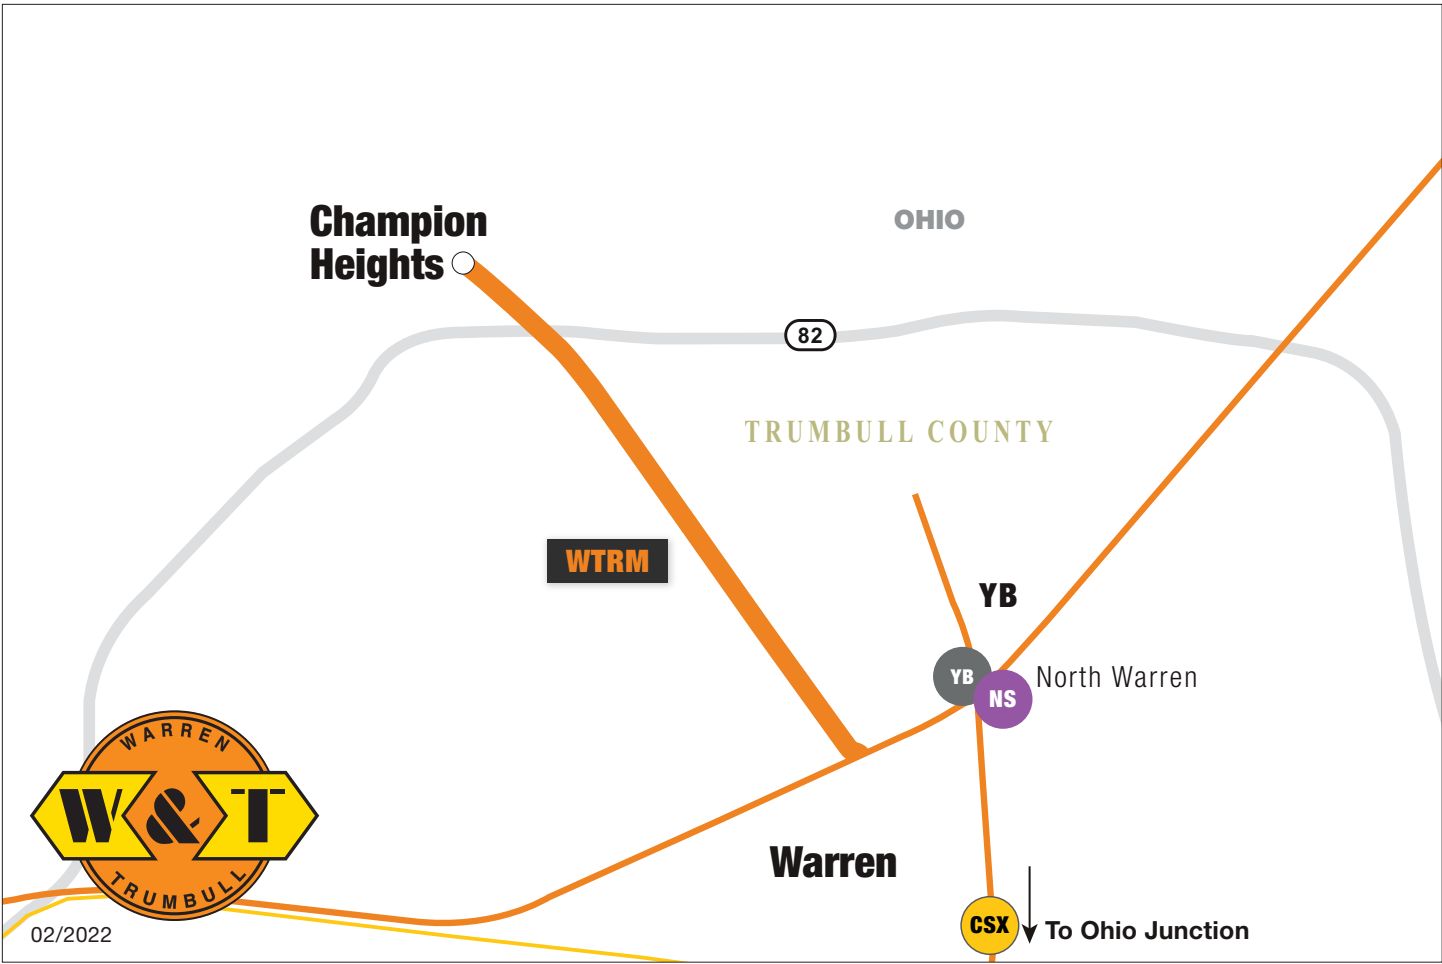 OHIO
Champion
Heights
82
TRUMBULL COUNTY
WTRM
YB
YB
NS
North Warren
WARREN
W&T
TRUMBULL
Warren
CSX
To Ohio Junction
02/2022